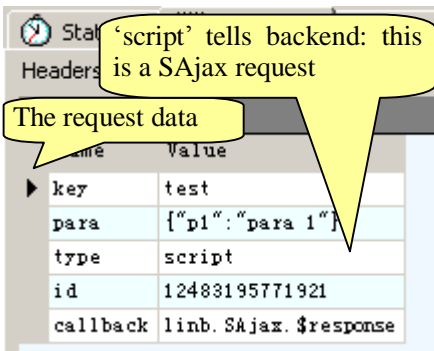 Stat
‘script’ tells backend: this
is a SAjax request
Headers
The request data
Value
key test
para {"p1":"para 1"}
type script
id 12483195771921
callback linb.SAjax.$response